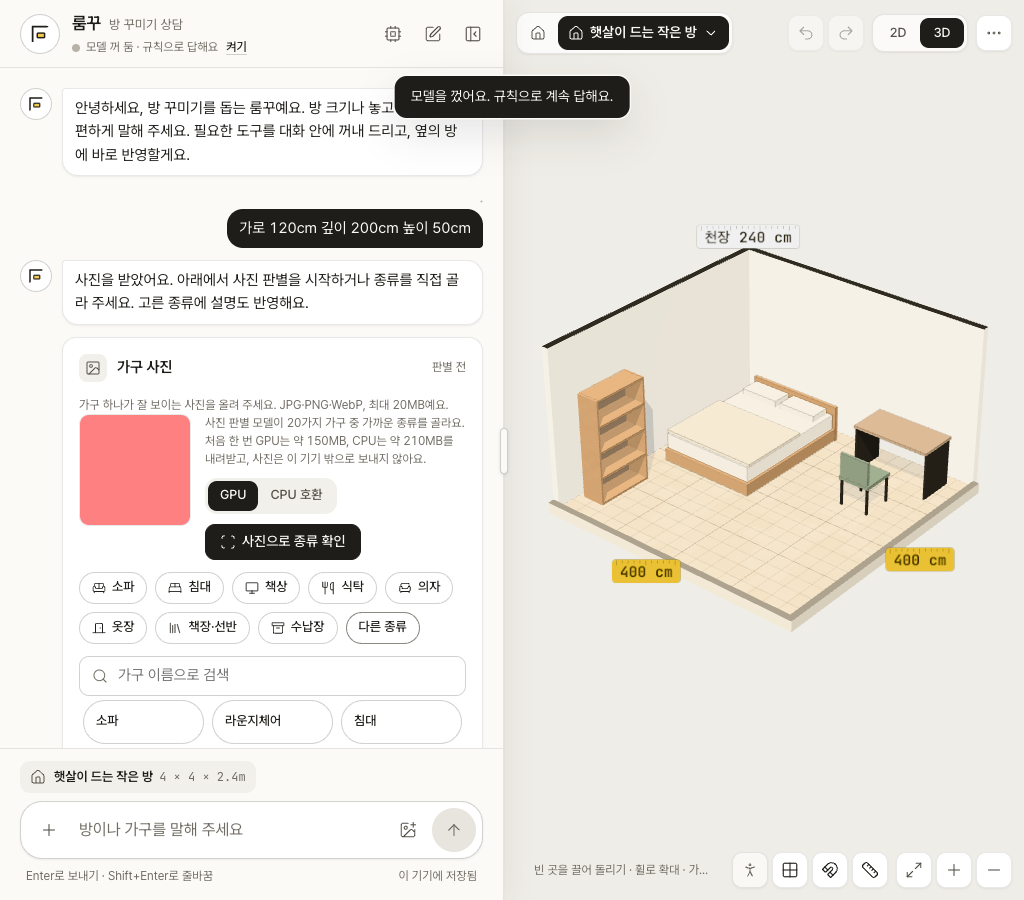 룸꾸 방 꾸미기 상담
모델 꺼 둠 · 규칙으로 답해요 켜기
햇살이 드는 작은 방
2D 3D
모델을 껐어요. 규칙으로 계속 답해요.
안녕하세요, 방 꾸미기를 돕는 룸꾸예요. 방 크기나 놓고
편하게 말해 주세요. 필요한 도구를 대화 안에 꺼내 드리고, 옆의 방
에 바로 반영할게요.
가로 120cm 깊이 200cm 높이 50cm
사진을 받았어요. 아래에서 사진 판별을 시작하거나 종류를 직접 골
라 주세요. 고른 종류에 설명도 반영해요.
가구 사진
판별 전
가구 하나가 잘 보이는 사진을 올려 주세요. JPG·PNG·WebP, 최대 20MB예요.
사진 판별 모델이 20가지 가구 중 가까운 종류를 골라요.
처음 한 번 GPU는 약 150MB, CPU는 약 210MB를
내려받고, 사진은 이 기기 밖으로 보내지 않아요.
GPU CPU 호환
사진으로 종류 확인
소파 침대 책상 식탁 의자
옷장 책장·선반 수납장 다른 종류
가구 이름으로 검색
소파 라운지체어 침대
햇살이 드는 작은 방 4 × 4 × 2.4m
방이나 가구를 말해 주세요
Enter로 보내기 · Shift+Enter로 줄바꿈
이 기기에 저장됨
천장 240 cm
400 cm
400 cm
빈 곳을 끌어 돌리기 · 휠로 확대 · 가...